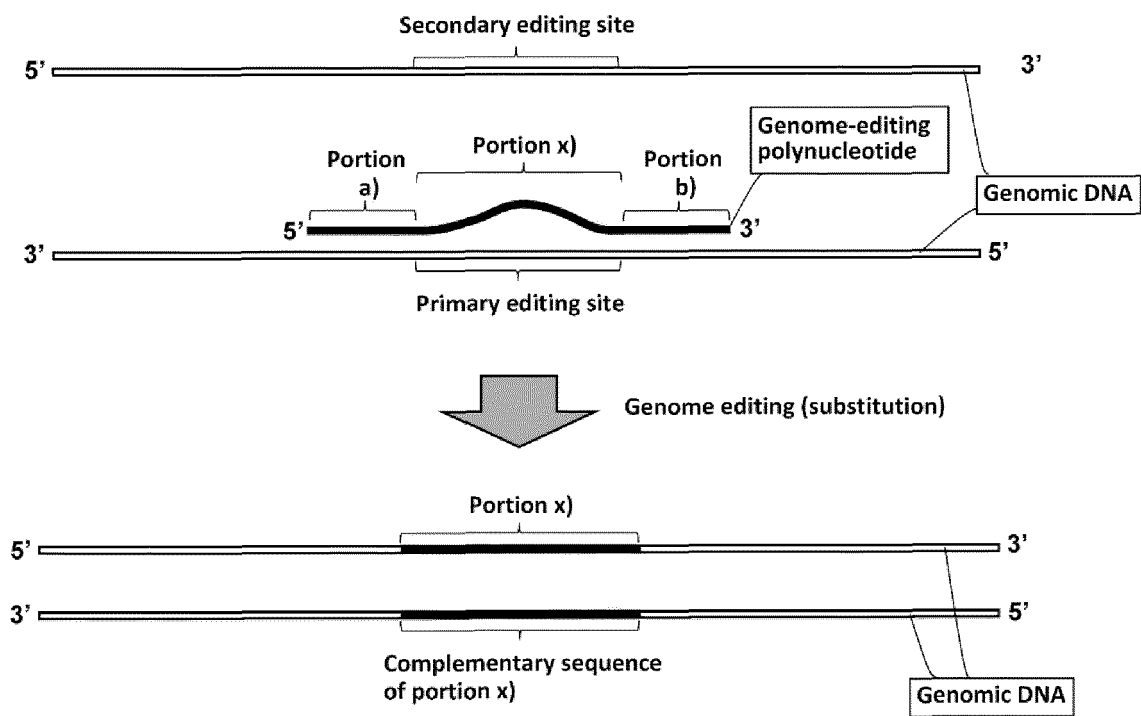 Secondary editing site
5’
3’
Genome-editing
polynucleotide
Portion
a)
Portion x)
Portion
b)
Genomic DNA
5’
3’
3’
5’
Primary editing site
Genome editing (substitution)
Portion x)
5’
3’
3’
5’
Complementary sequence
of portion x)
Genomic DNA